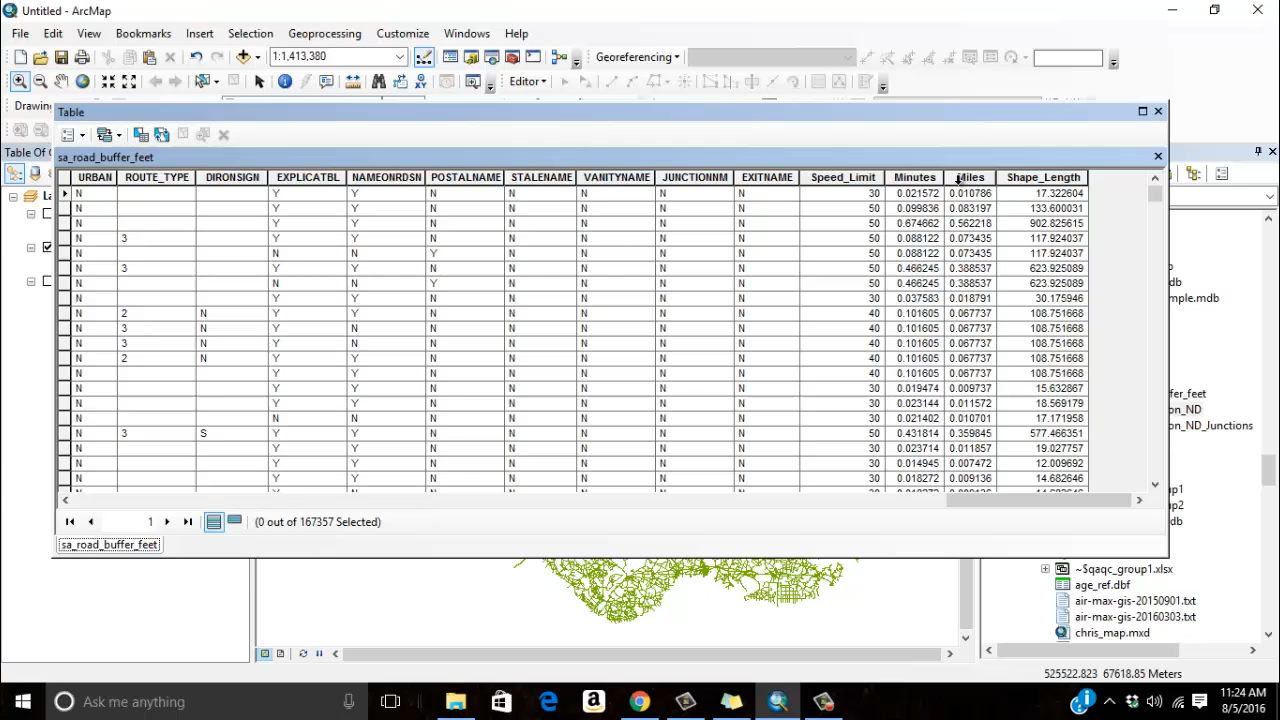 Untitled - ArcMap
File Edit View Bookmarks Insert Selection Geoprocessing Customize Windows Help
1:1,413,380 Georeferencing
Editor
Drawin
Table Of
Table
sa_road_buffer_feet
URBAN ROUTE_TYPE DIRONSIGN EXPLICATBL NAMEONRDSN POSTALNAME STALENAME VANITYNAME JUNCTIONNM EXITNAME Speed_Limit Minutes Miles Shape_Length
N Y Y N N N N N 30 0.021572 0.010786 17.322604
N Y Y N N N N N 50 0.099836 0.083197 133.600031
N Y Y N N N N N 50 0.674662 0.562218 902.825615
N 3 Y Y N N N N N 50 0.088122 0.073435 117.924037
N N N Y N N N N 50 0.088122 0.073435 117.924037
N 3 Y Y N N N N N 50 0.466245 0.388537 623.925089
N N N Y N N N N 50 0.466245 0.388537 623.925089
N Y Y N N N N N 30 0.037583 0.018791 30.175946
N 2 N Y Y N N N N N 40 0.101605 0.067737 108.751668
N 3 N Y N N N N N N 40 0.101605 0.067737 108.751668
N 3 N Y N N N N N N 40 0.101605 0.067737 108.751668
N 2 N Y Y N N N N N 40 0.101605 0.067737 108.751668
N Y Y N N N N N 40 0.101605 0.067737 108.751668
N Y Y N N N N N 30 0.019474 0.009737 15.632867
N Y Y N N N N N 30 0.023144 0.011572 18.569179
N N N N N N N N 30 0.021402 0.010701 17.171958
N 3 S Y Y N N N N N 50 0.431814 0.359845 577.466351
N Y Y N N N N N 30 0.023714 0.011857 19.027757
N Y Y N N N N N 30 0.014945 0.007472 12.009692
N Y Y N N N N N 30 0.018272 0.009136 14.682646
1 (0 out of 167357 Selected)
sa_road_buffer_feet
La
db
mple.mdb
fer_feet
on_ND
on_ND_Junctions
up1
up2
db
~$qaqc_group1.xlsx
age_ref.dbf
air-max-gis-20150901.txt
air-max-gis-20160303.txt
chris_map.mxd
525522.823 67618.85 Meters
Ask me anything
11:24 AM
8/5/2016